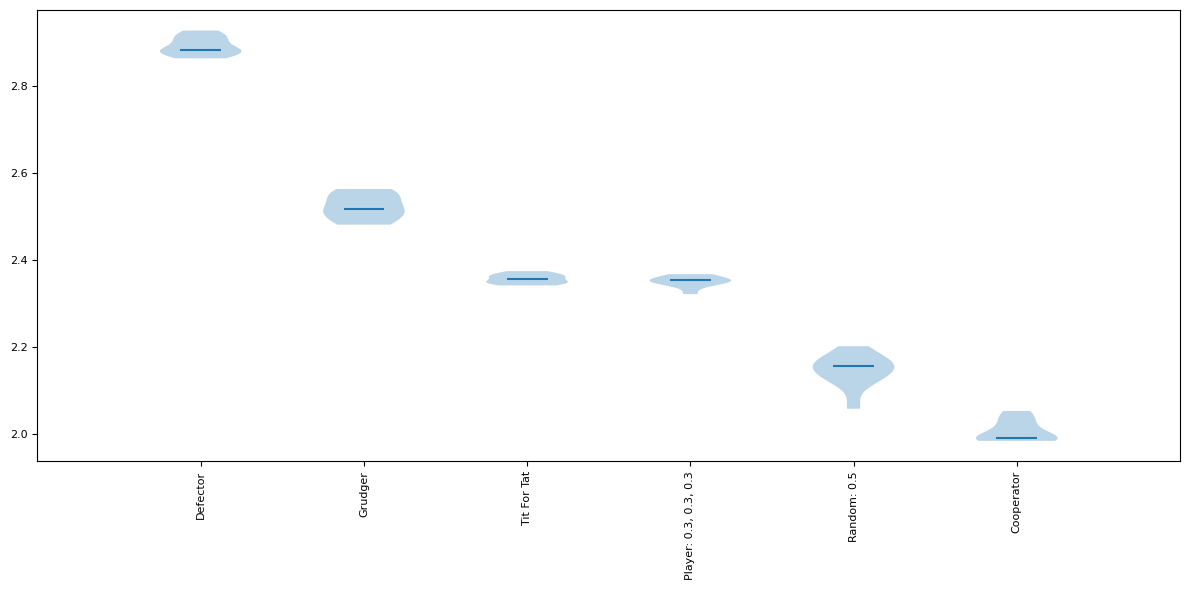 2.8
2.6
2.4
2.2
2.0
Defector
Grudger
Tit For Tat
Player: 0.3, 0.3, 0.3
Random: 0.5
Cooperator